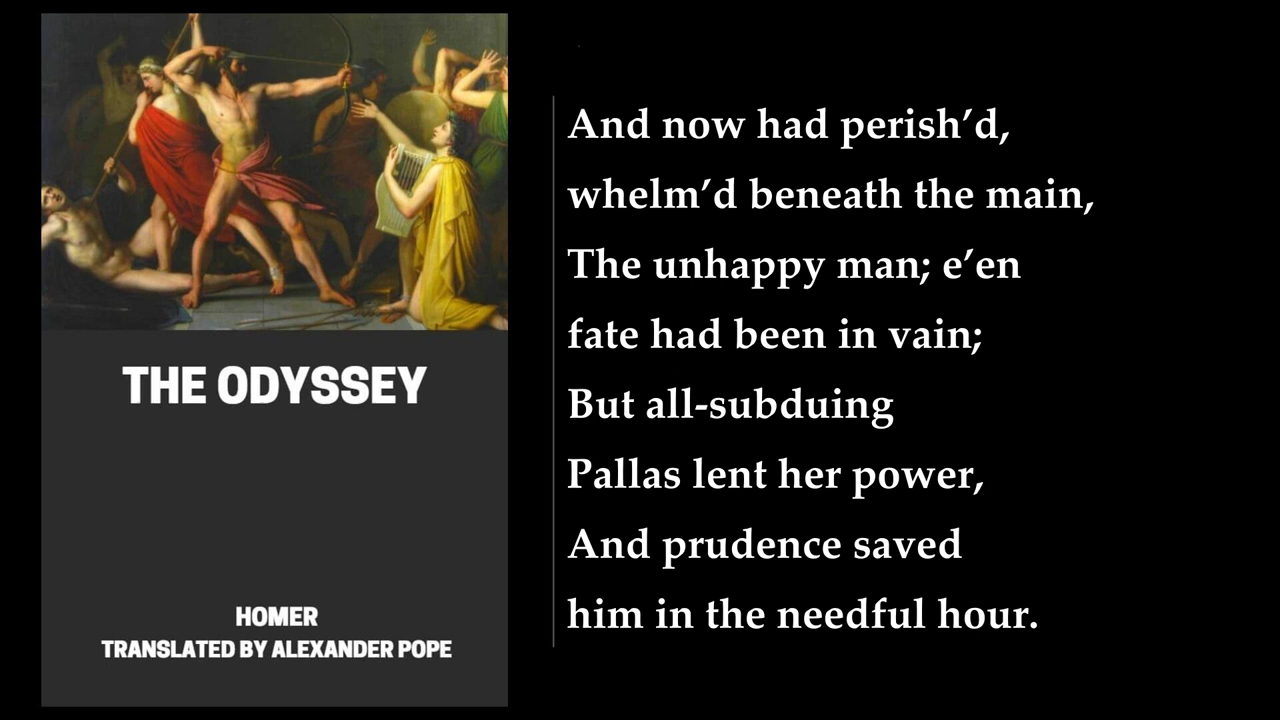 THE ODYSSEY
HOMER
TRANSLATED BY ALEXANDER POPE
And now had perish’d,
whelm’d beneath the main,
The unhappy man; e’en
fate had been in vain;
But all-subduing
Pallas lent her power,
And prudence saved
him in the needful hour.